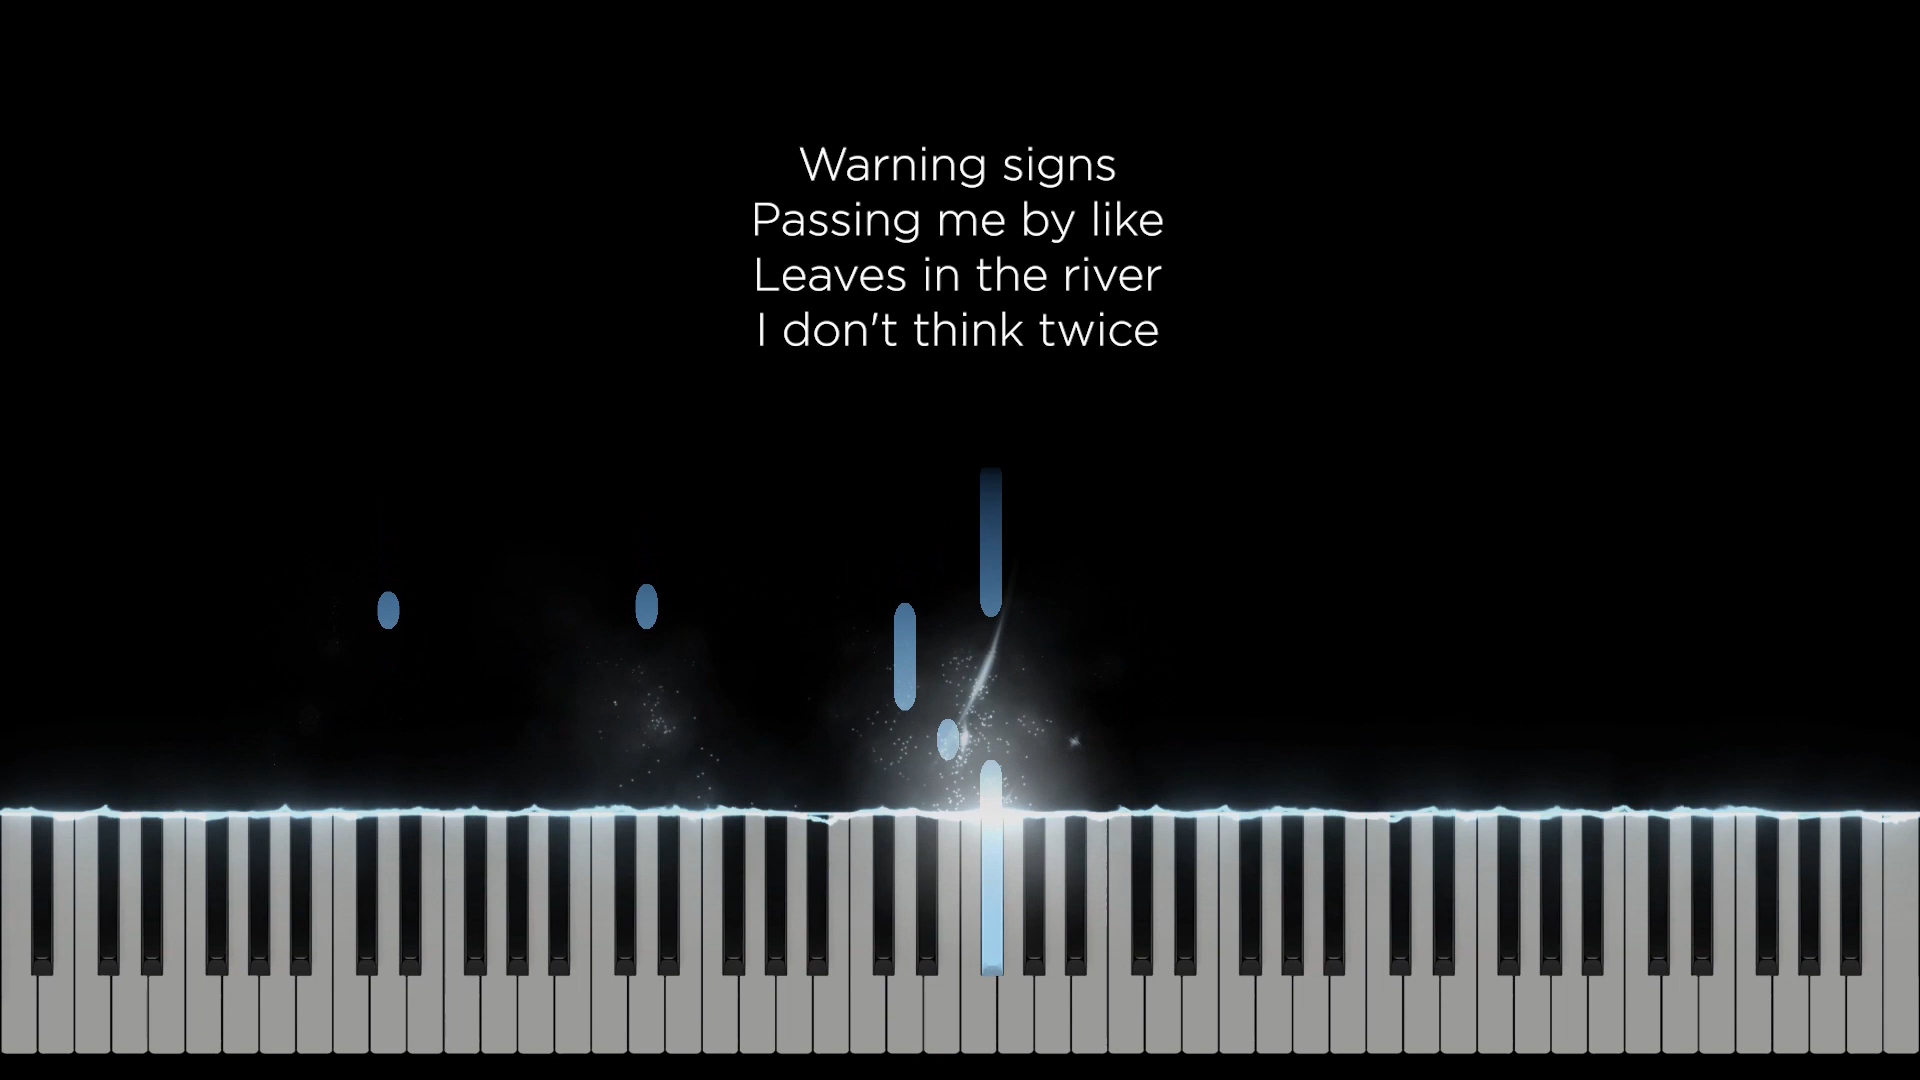 Warning signs
Passing me by like
Leaves in the river
I don't think twice